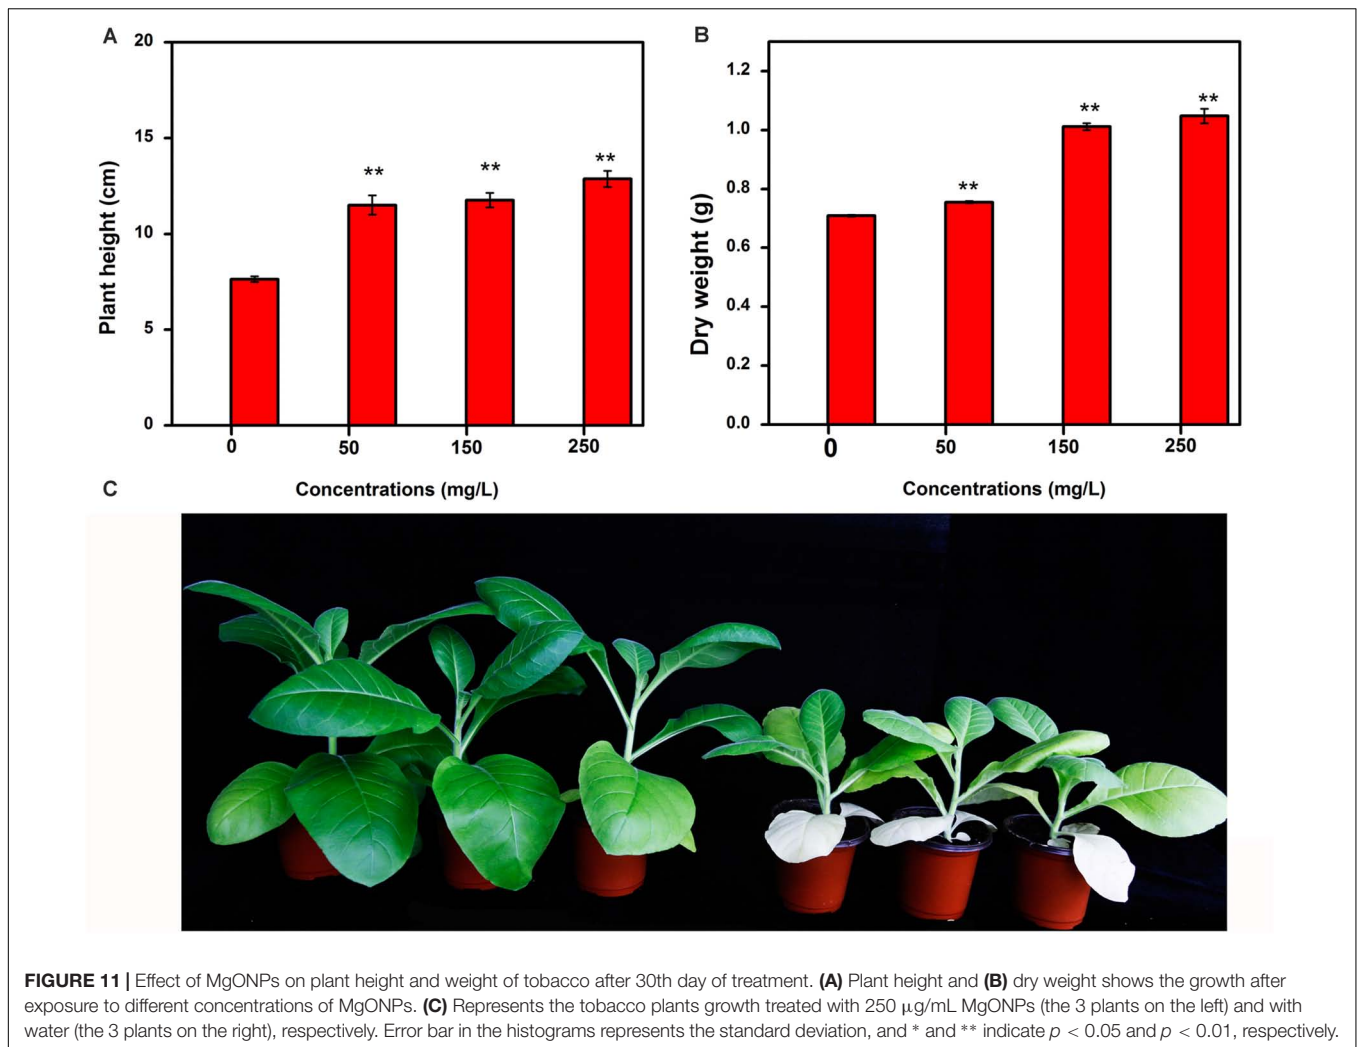 A
20
15
10
5
0
Plant height (cm)
**
**
**
0 50 150 250
Concentrations (mg/L)
B
1.2
1.0
0.8
0.6
0.4
0.2
0.0
Dry weight (g)
**
**
**
0 50 150 250
Concentrations (mg/L)
C
FIGURE 11 | Effect of MgONPs on plant height and weight of tobacco after 30th day of treatment. (A) Plant height and (B) dry weight shows the growth after
exposure to different concentrations of MgONPs. (C) Represents the tobacco plants growth treated with 250 μg/mL MgONPs (the 3 plants on the left) and with
water (the 3 plants on the right), respectively. Error bar in the histograms represents the standard deviation, and * and ** indicate p < 0.05 and p < 0.01, respectively.